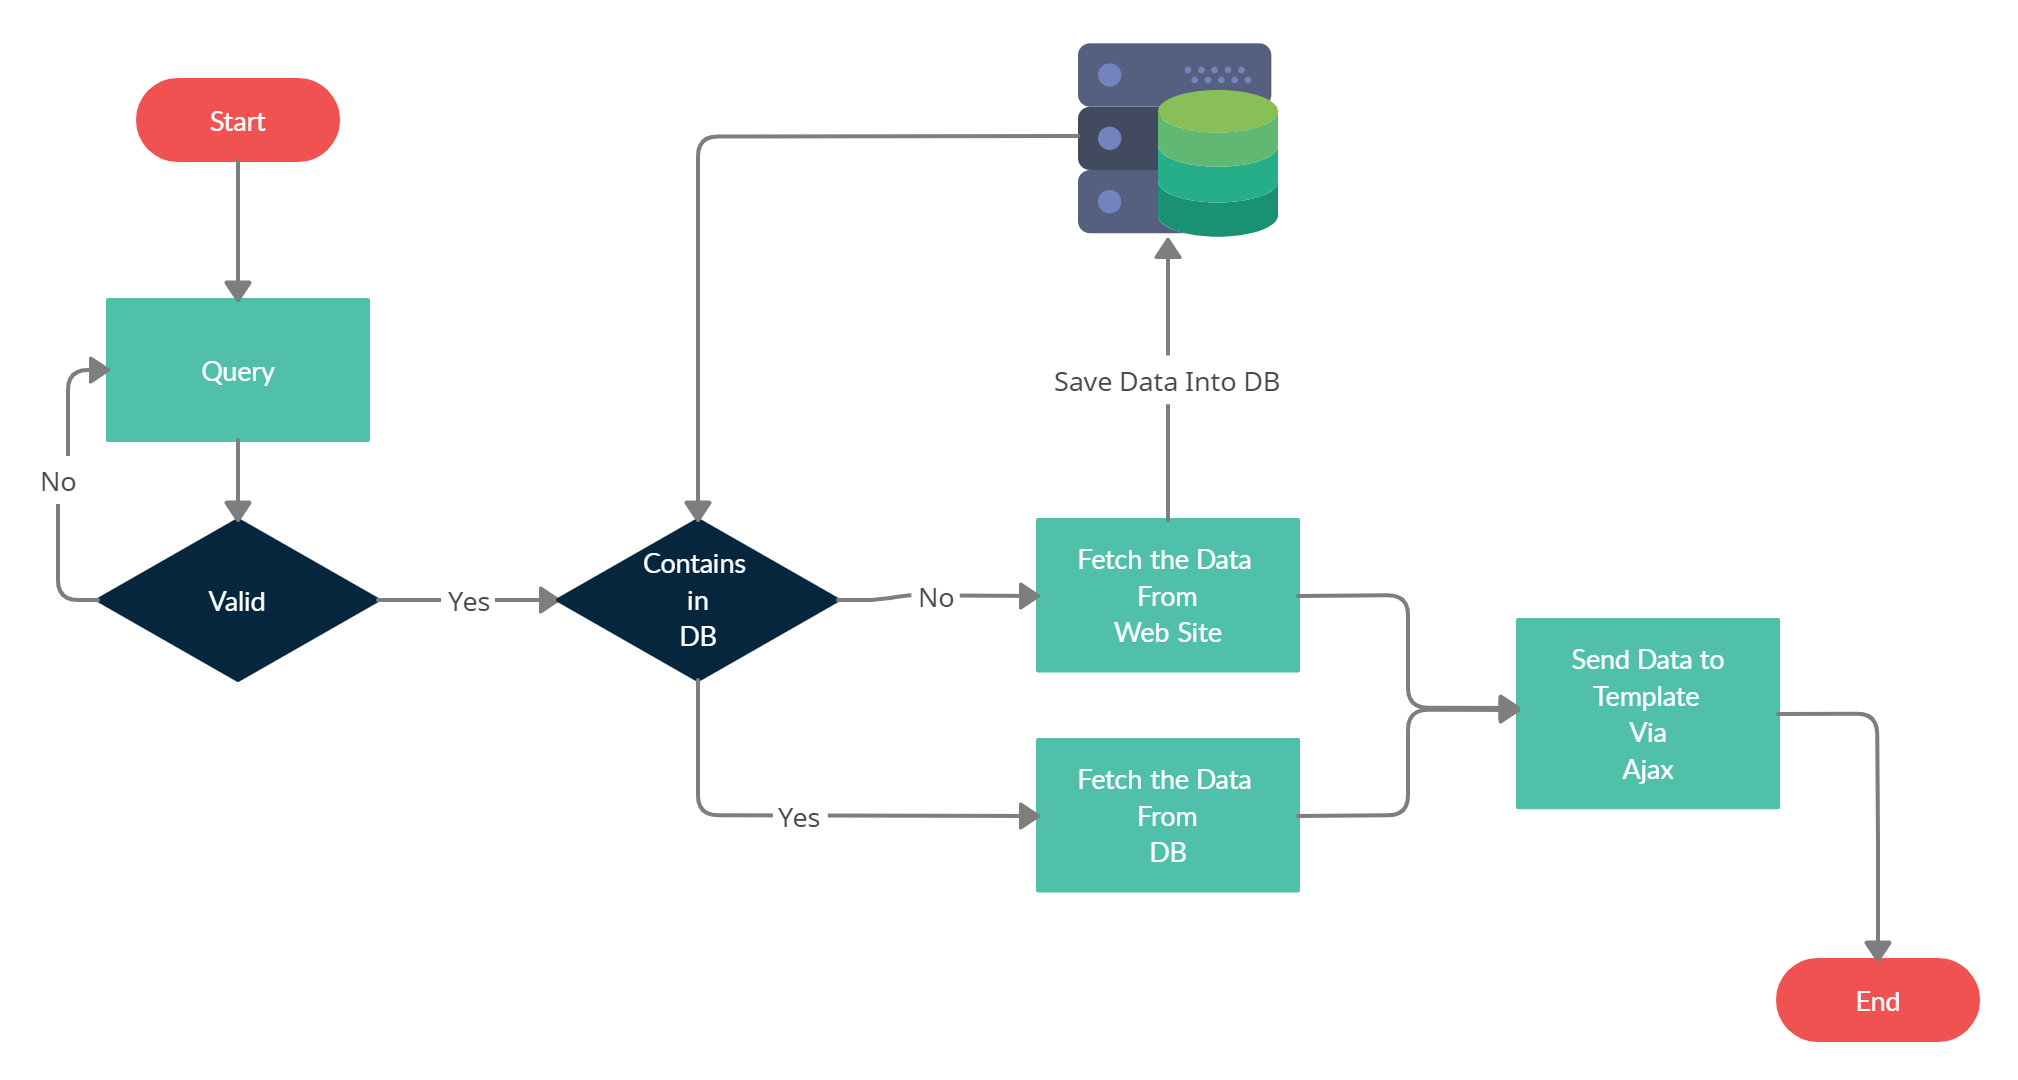 Start
Query
No
Valid
Yes
Contains
in
DB
No
Yes
Save Data Into DB
Fetch the Data
From
Web Site
Fetch the Data
From
DB
Send Data to
Template
Via
Ajax
End